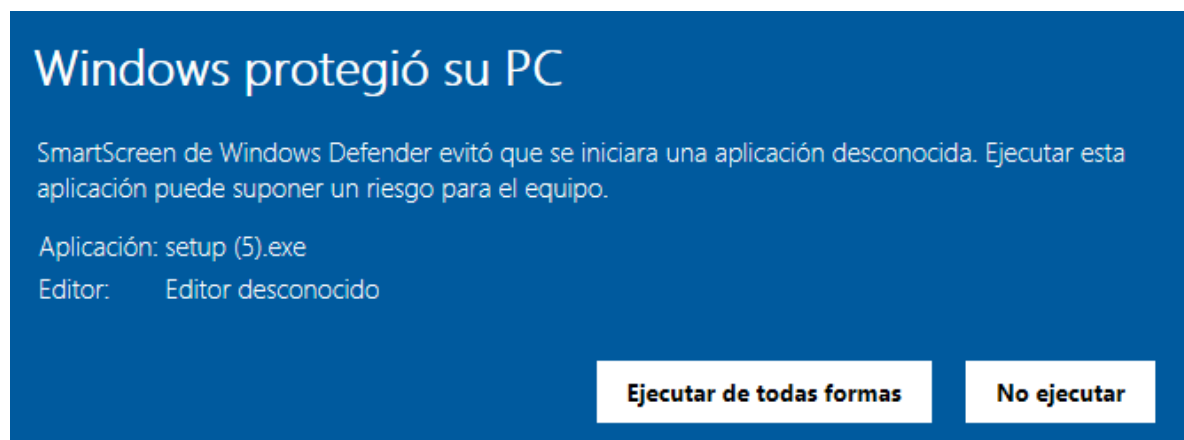 Windows protegió su PC
SmartScreen de Windows Defender evitó que se iniciara una aplicación desconocida. Ejecutar esta
aplicación puede suponer un riesgo para el equipo.
Aplicación: setup (5).exe
Editor: Editor desconocido
Ejecutar de todas formas No ejecutar